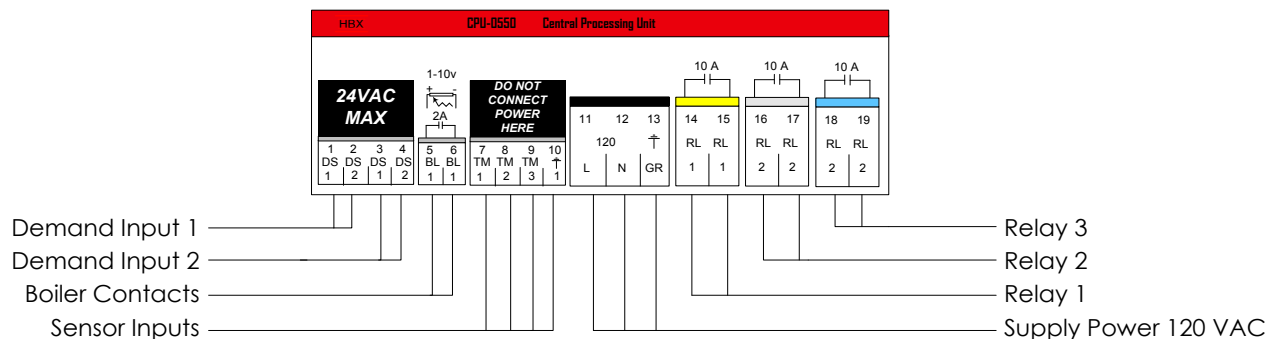 HBX CPU-0550 Central Processing Unit
24VAC
MAX
1-10v
+ -
2A
DO NOT
CONNECT
POWER
HERE
10 A 10 A 10 A
1 2 3 4
DS DS DS DS
1 2 1 2
5 6
BL BL
1 1
7 8 9 10
TM TM TM
1 2 3 1
11 12 13
120
L N GR
14 15
RL RL
1 1
16 17
RL RL
2 2
18 19
RL RL
2 2
Demand Input 1
Demand Input 2
Boiler Contacts
Sensor Inputs
Relay 3
Relay 2
Relay 1
Supply Power 120 VAC